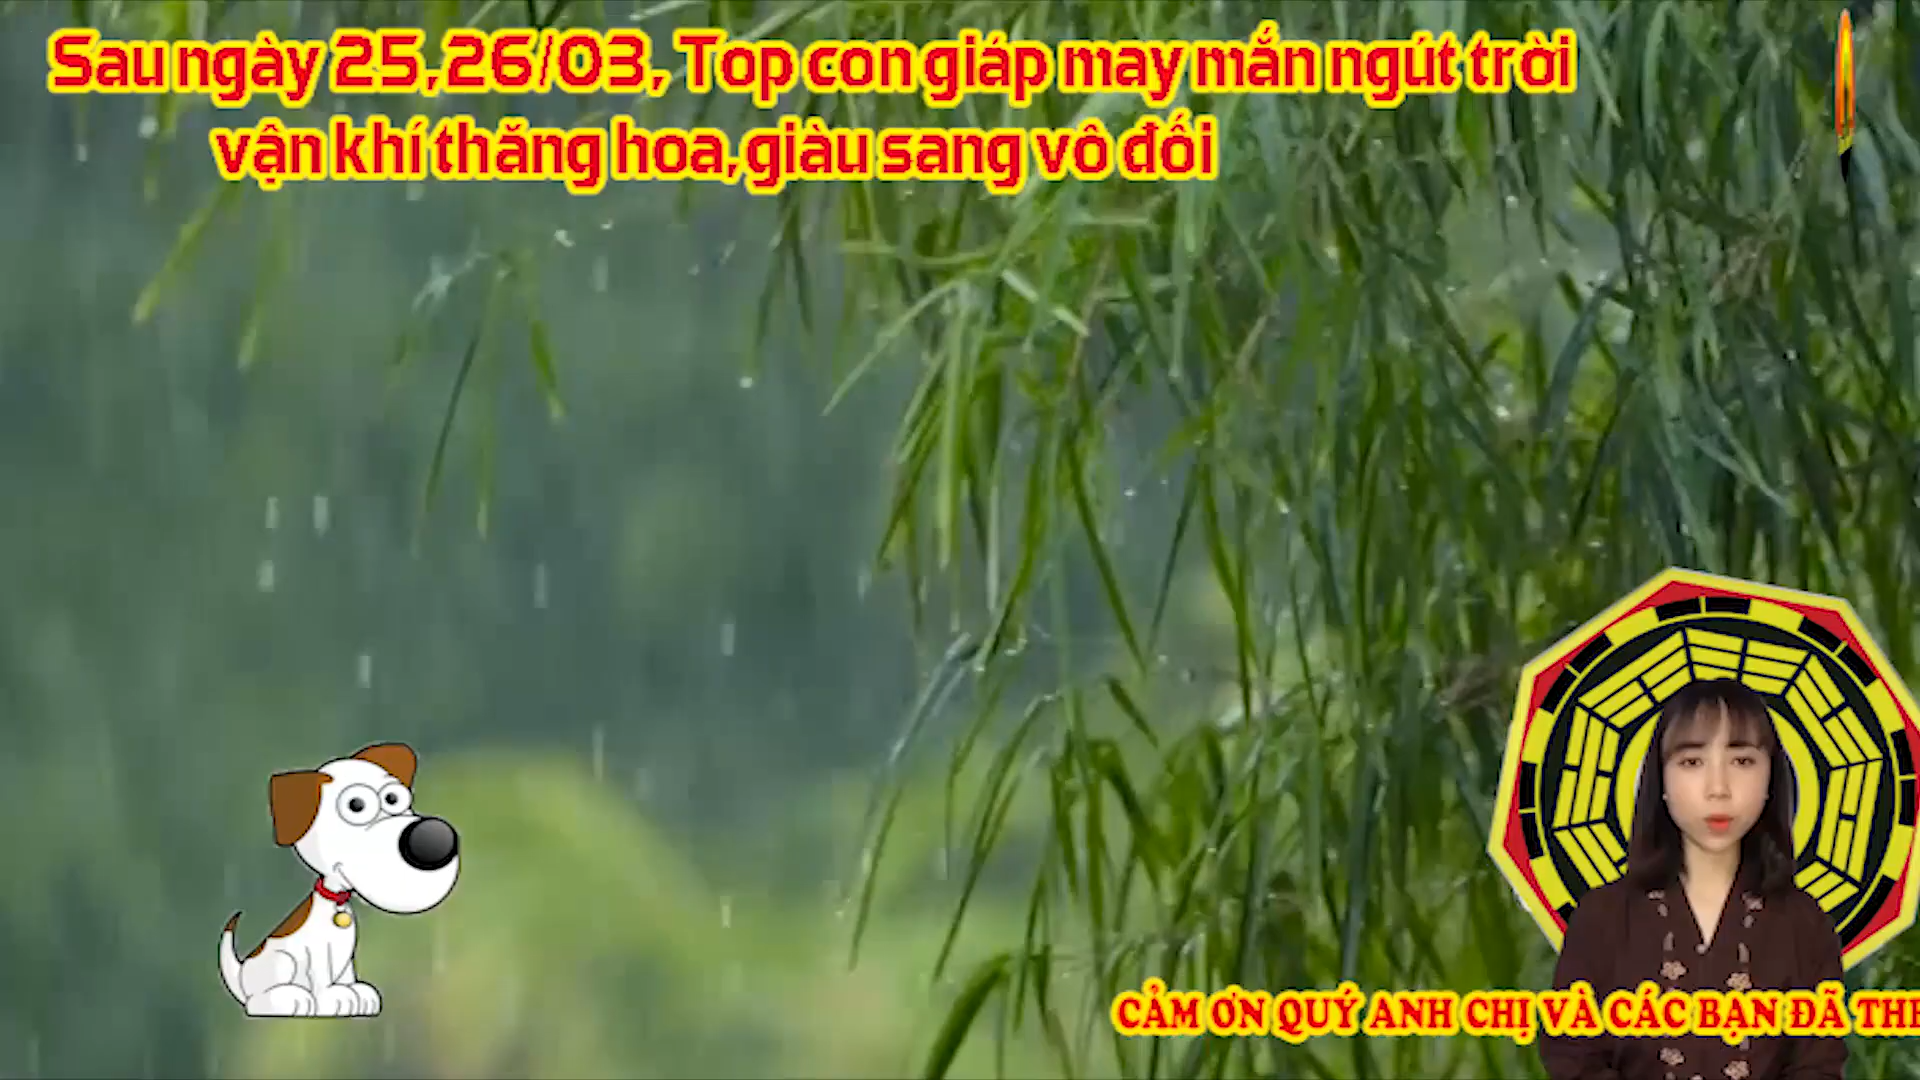 Sau ngày 25,26/03, Top con giáp may mắn ngút trời
vận khí thăng hoa, giàu sang vô đối
CẢM ƠN QUÝ ANH CHỊ VÀ CÁC BẠN ĐÃ THE